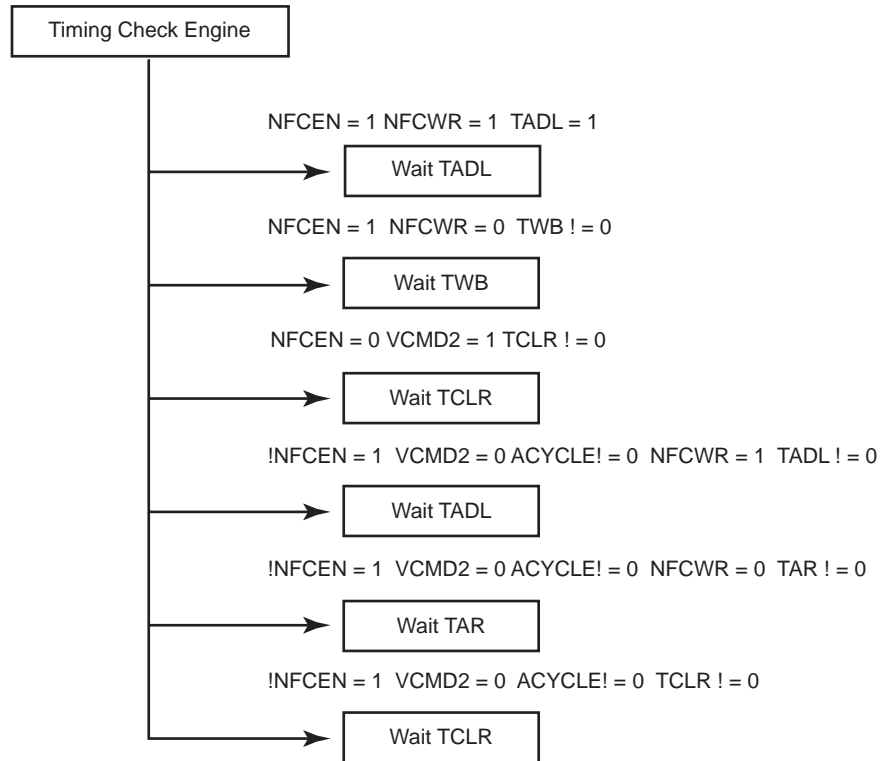 Timing Check Engine
NFCEN = 1 NFCWR = 1 TADL = 1
Wait TADL
NFCEN = 1 NFCWR = 0 TWB ! = 0
Wait TWB
NFCEN = 0 VCMD2 = 1 TCLR ! = 0
Wait TCLR
!NFCEN = 1 VCMD2 = 0 ACYCLE! = 0 NFCWR = 1 TADL ! = 0
Wait TADL
!NFCEN = 1 VCMD2 = 0 ACYCLE! = 0 NFCWR = 0 TAR ! = 0
Wait TAR
!NFCEN = 1 VCMD2 = 0 ACYCLE! = 0 TCLR ! = 0
Wait TCLR